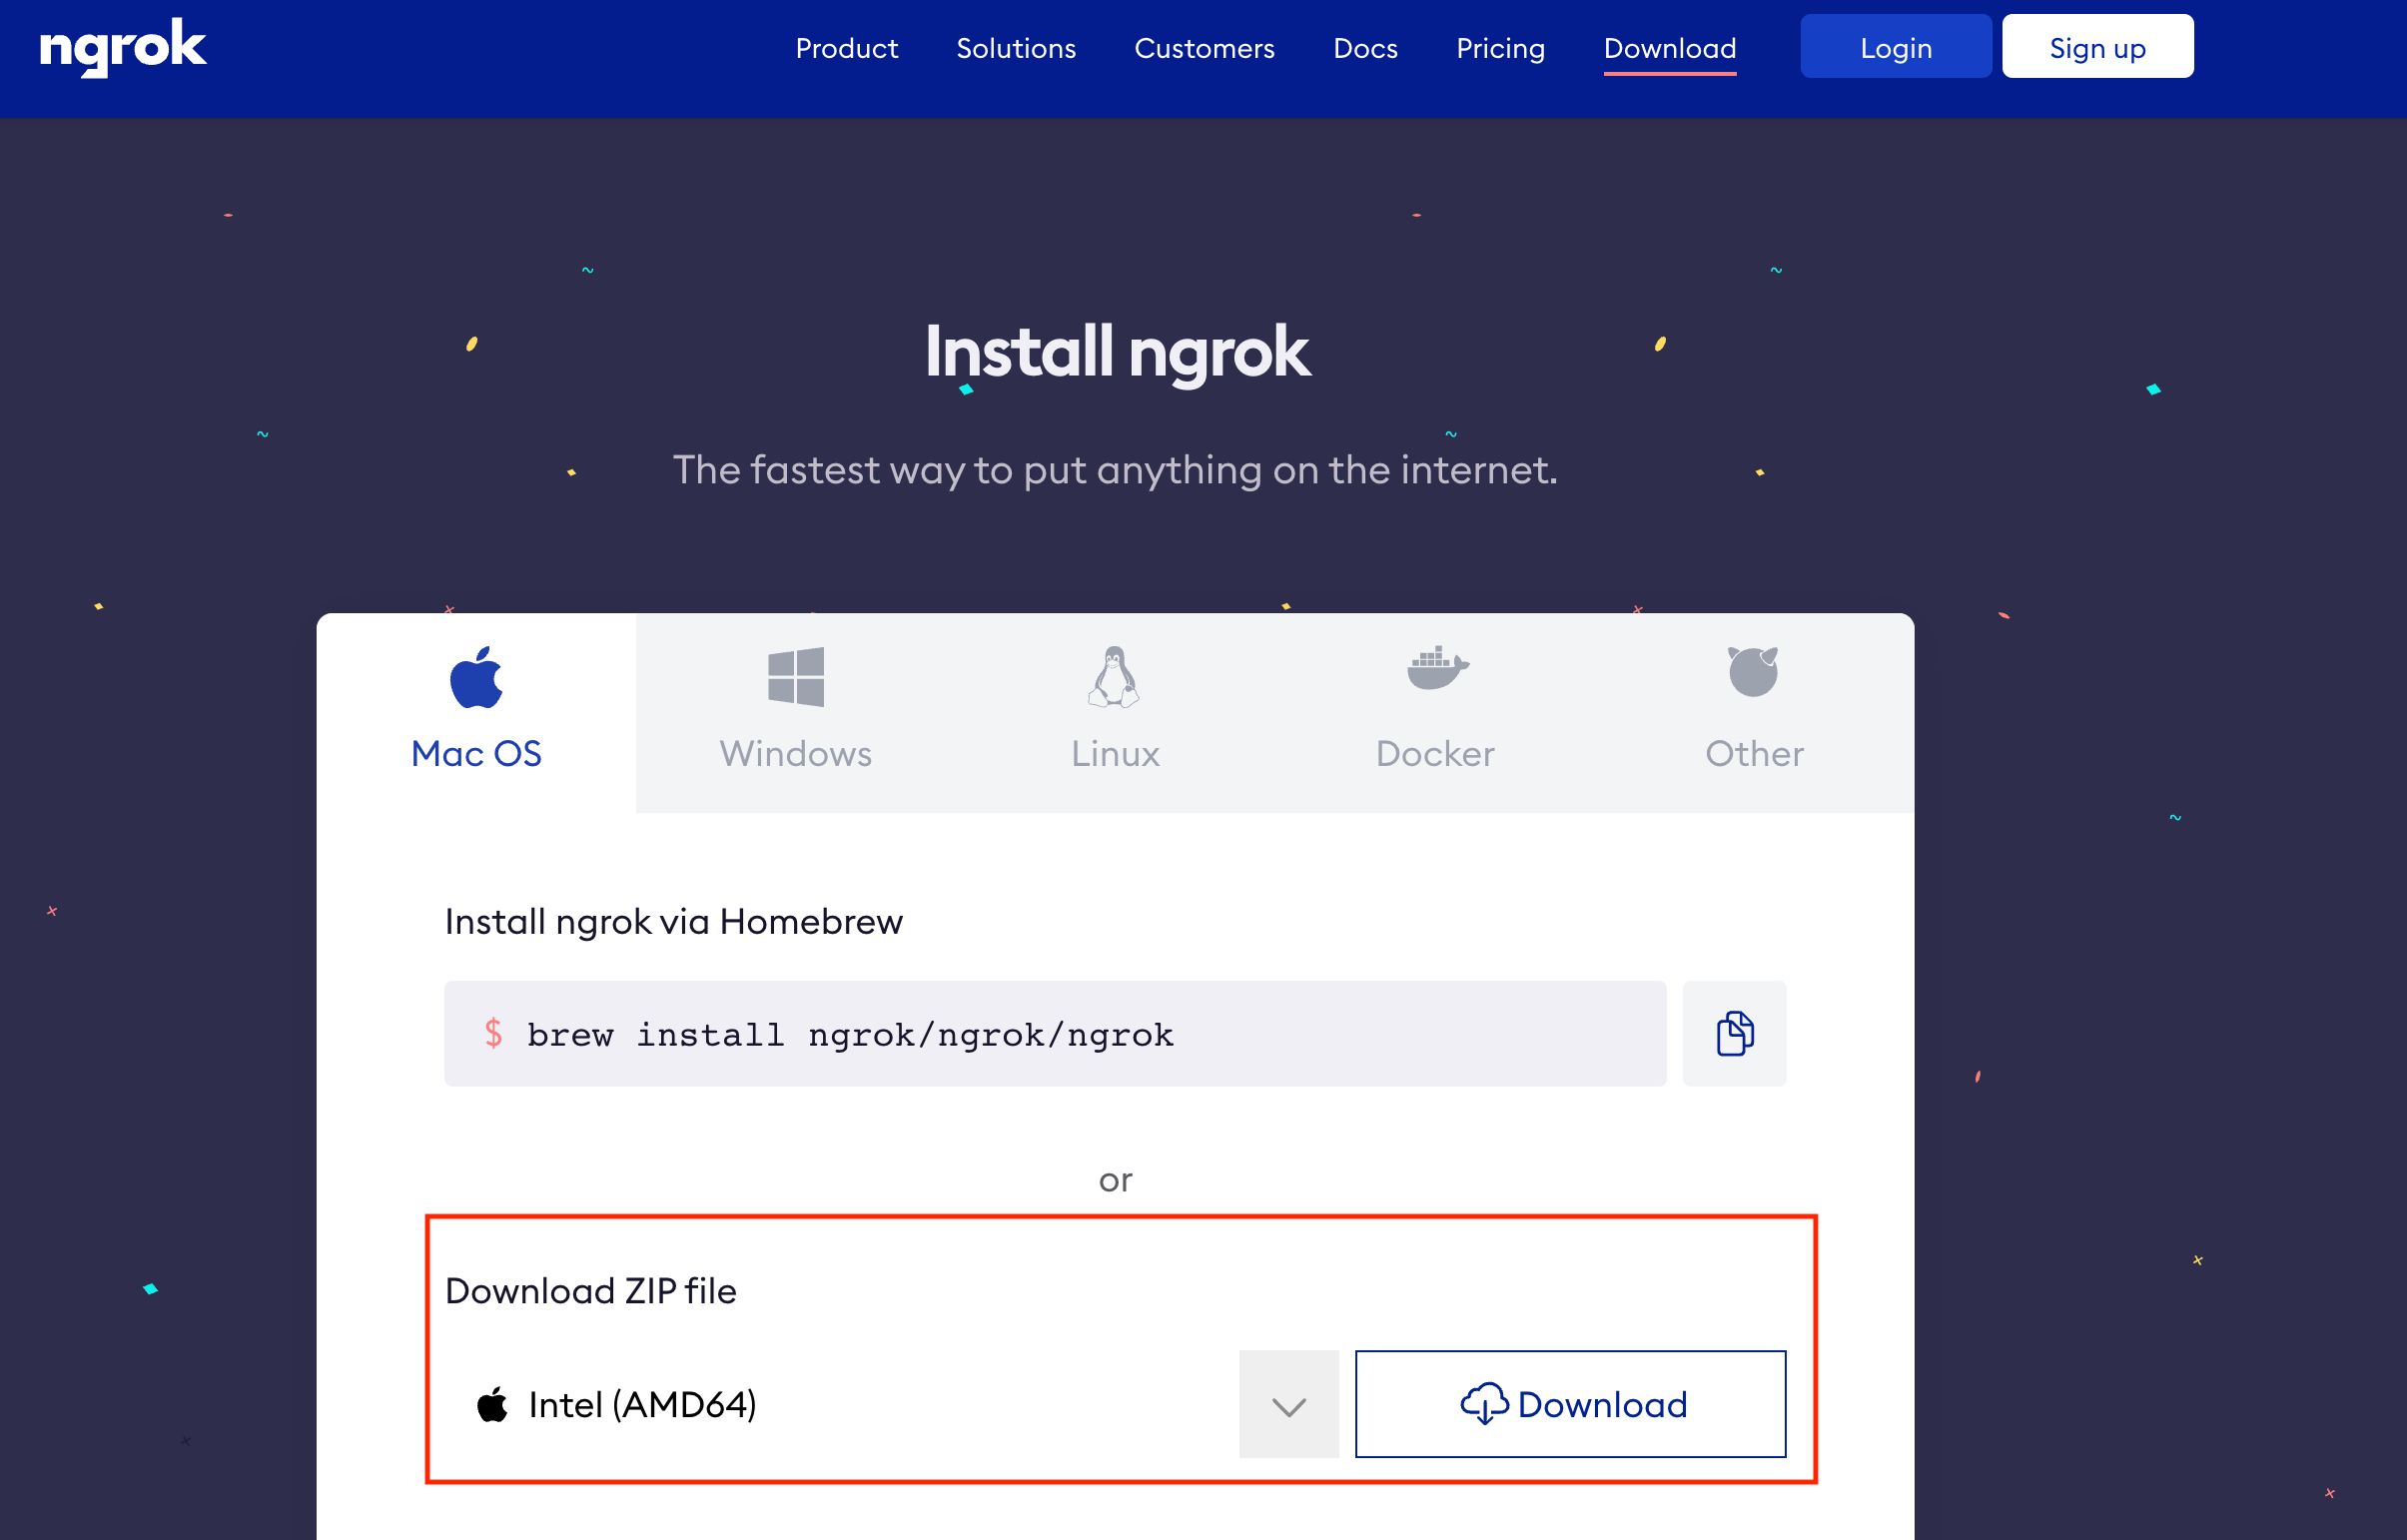 ngrok
Product Solutions Customers Docs Pricing Download Login Sign up
Install ngrok
The fastest way to put anything on the internet.
Mac OS Windows Linux Docker Other
Install ngrok via Homebrew
$ brew install ngrok/ngrok/ngrok
or
Download ZIP file
Intel (AMD64) Download